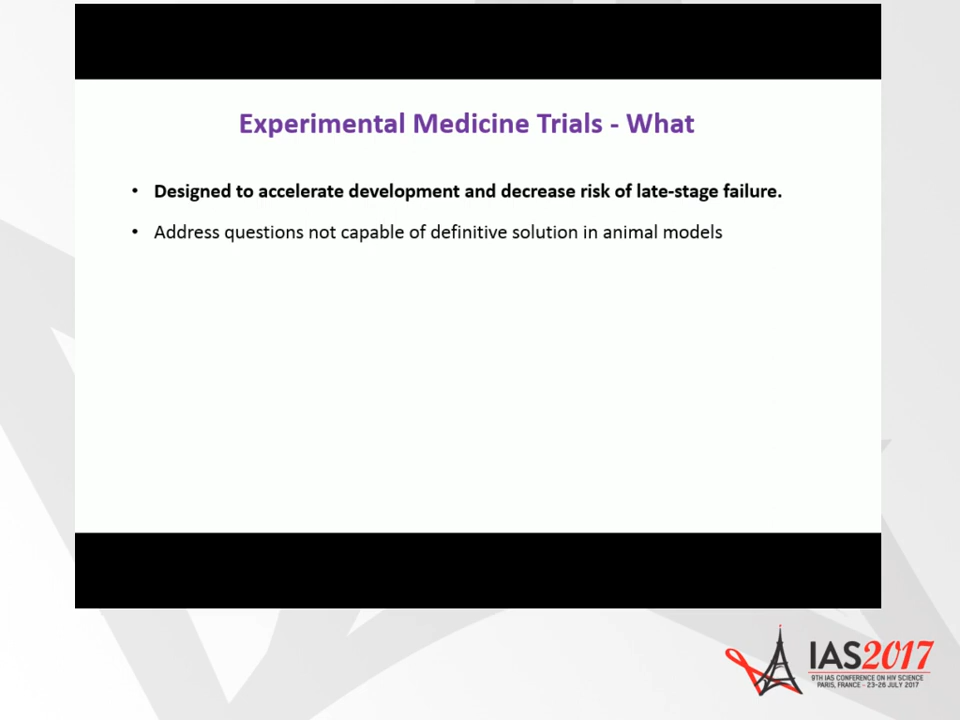 Experimental Medicine Trials - What
• Designed to accelerate development and decrease risk of late-stage failure.
• Address questions not capable of definitive solution in animal models
IAS2017
9TH IAS CONFERENCE ON HIV SCIENCE
PARIS, FRANCE - 23-26 JULY 2017